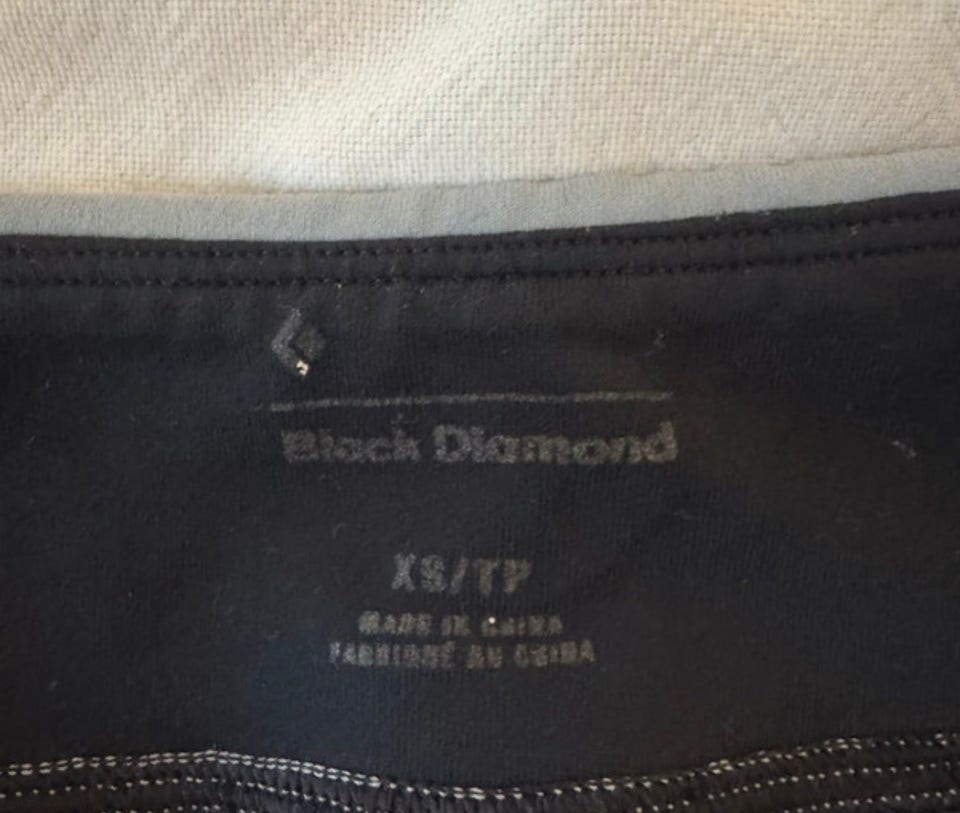 Black Diamond
XS/TP
MADE IN CHINA
FABRIQUÉ AU CHINA